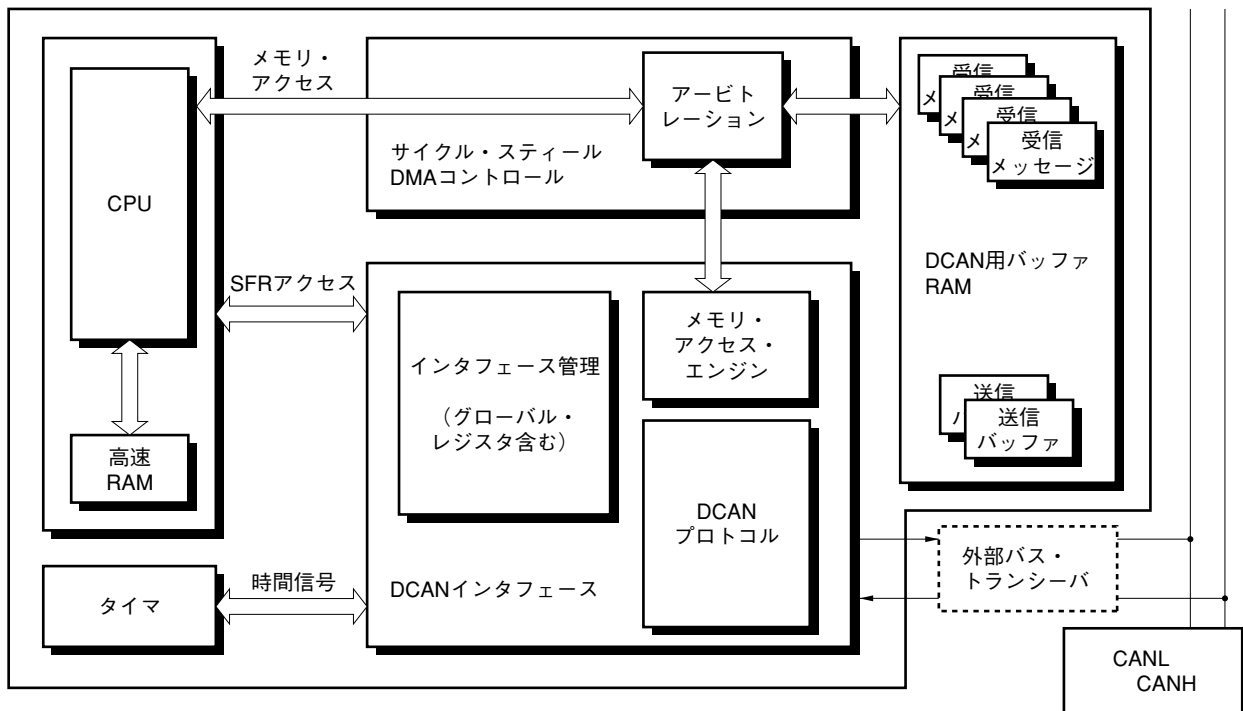 メモリ・
アクセス
CPU
アービト
レーション
サイクル・スティール
DMAコントロール
受信
メ
受信
メ
受信
メ
受信
メッセージ
DCAN用バッファ
RAM
SFRアクセス
インタフェース管理
（グローバル・
レジスタ含む）
メモリ・
アクセス・
エンジン
送信
バ
送信
バッファ
高速
RAM
DCAN
プロトコル
外部バス・
トランシーバ
タイマ
時間信号
DCANインタフェース
CANL
CANH